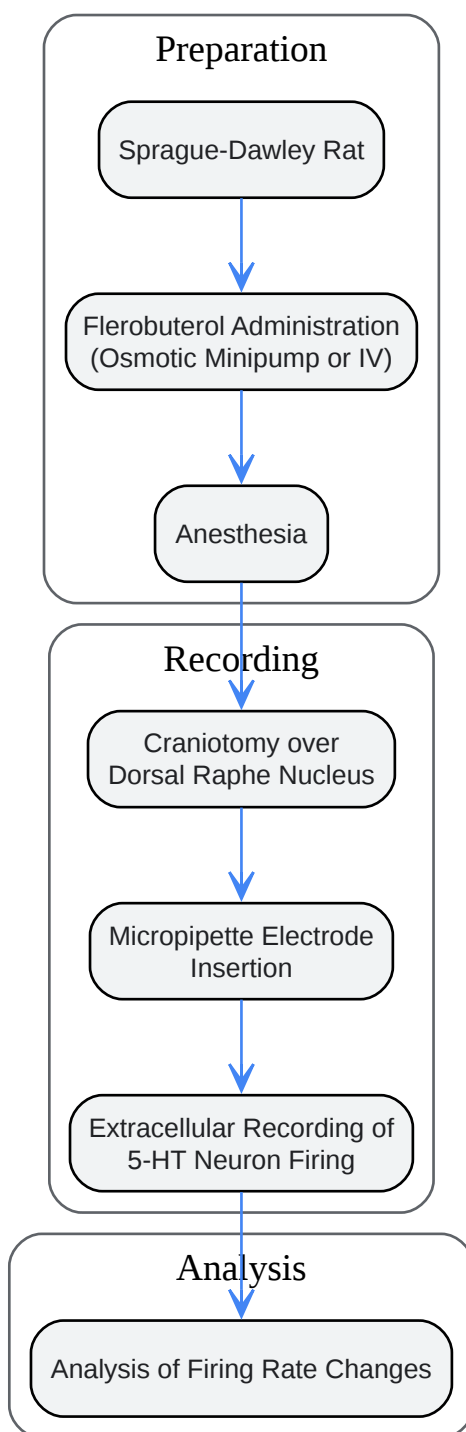 Preparation
Sprague-Dawley Rat
Flerobuterol Administration
(Osmotic Minipump or IV)
Anesthesia
Recording
Craniotomy over
Dorsal Raphe Nucleus
Micropipette Electrode
Insertion
Extracellular Recording of
5-HT Neuron Firing
Analysis
Analysis of Firing Rate Changes